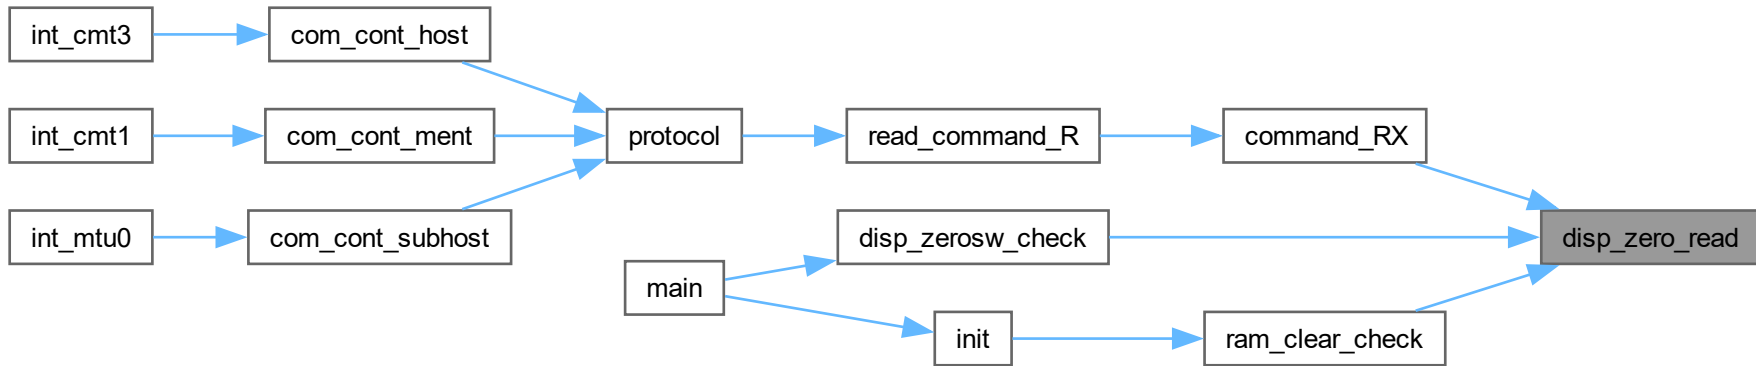 int_cmt3
com_cont_host
int_cmt1
com_cont_ment
protocol
read_command_R
command_RX
int_mtu0
com_cont_subhost
disp_zerosw_check
disp_zero_read
main
init
ram_clear_check